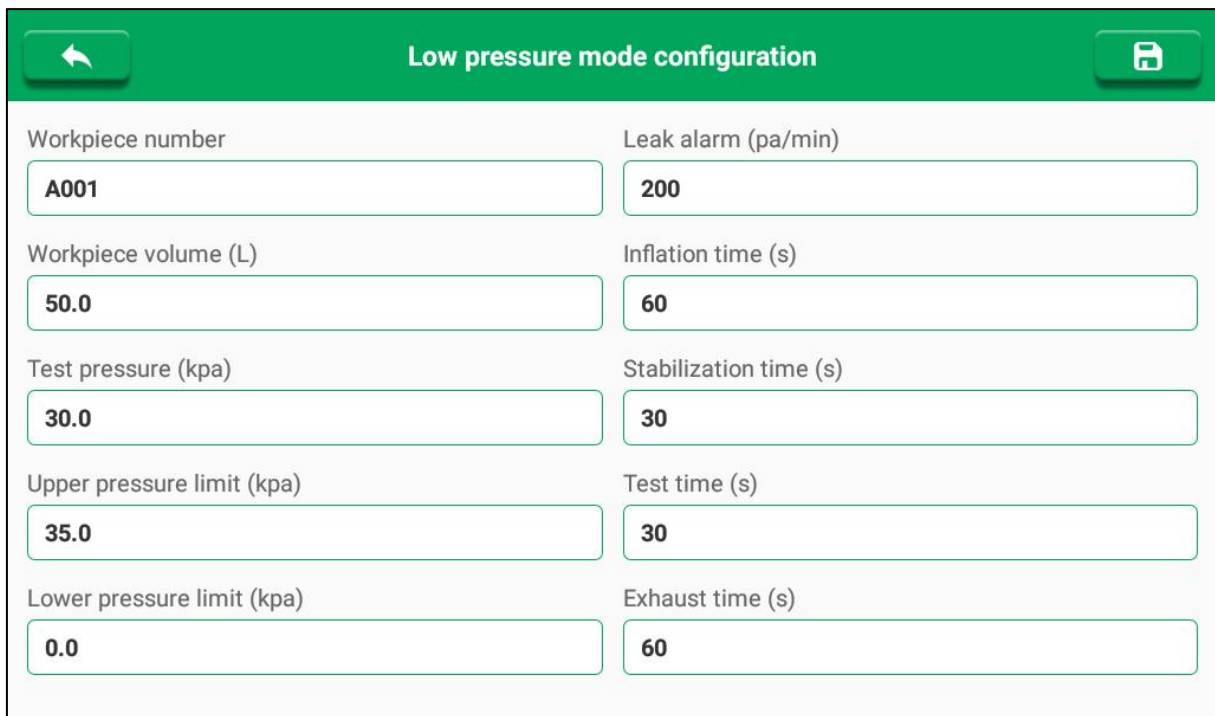 Low pressure mode configuration
Workpiece number
A001
Workpiece volume (L)
50.0
Test pressure (kpa)
30.0
Upper pressure limit (kpa)
35.0
Lower pressure limit (kpa)
0.0
Leak alarm (pa/min)
200
Inflation time (s)
60
Stabilization time (s)
30
Test time (s)
30
Exhaust time (s)
60